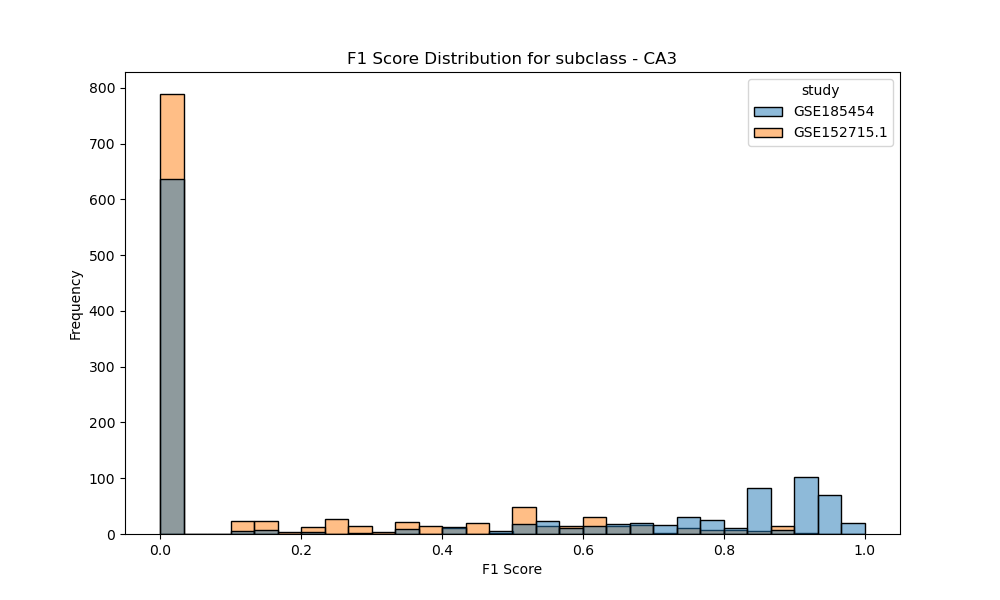 F1 Score Distribution for subclass - CA3
study
GSE185454
GSE152715.1
800
700
600
500
400
300
200
100
0
Frequency
0.0 0.2 0.4 0.6 0.8 1.0
F1 Score